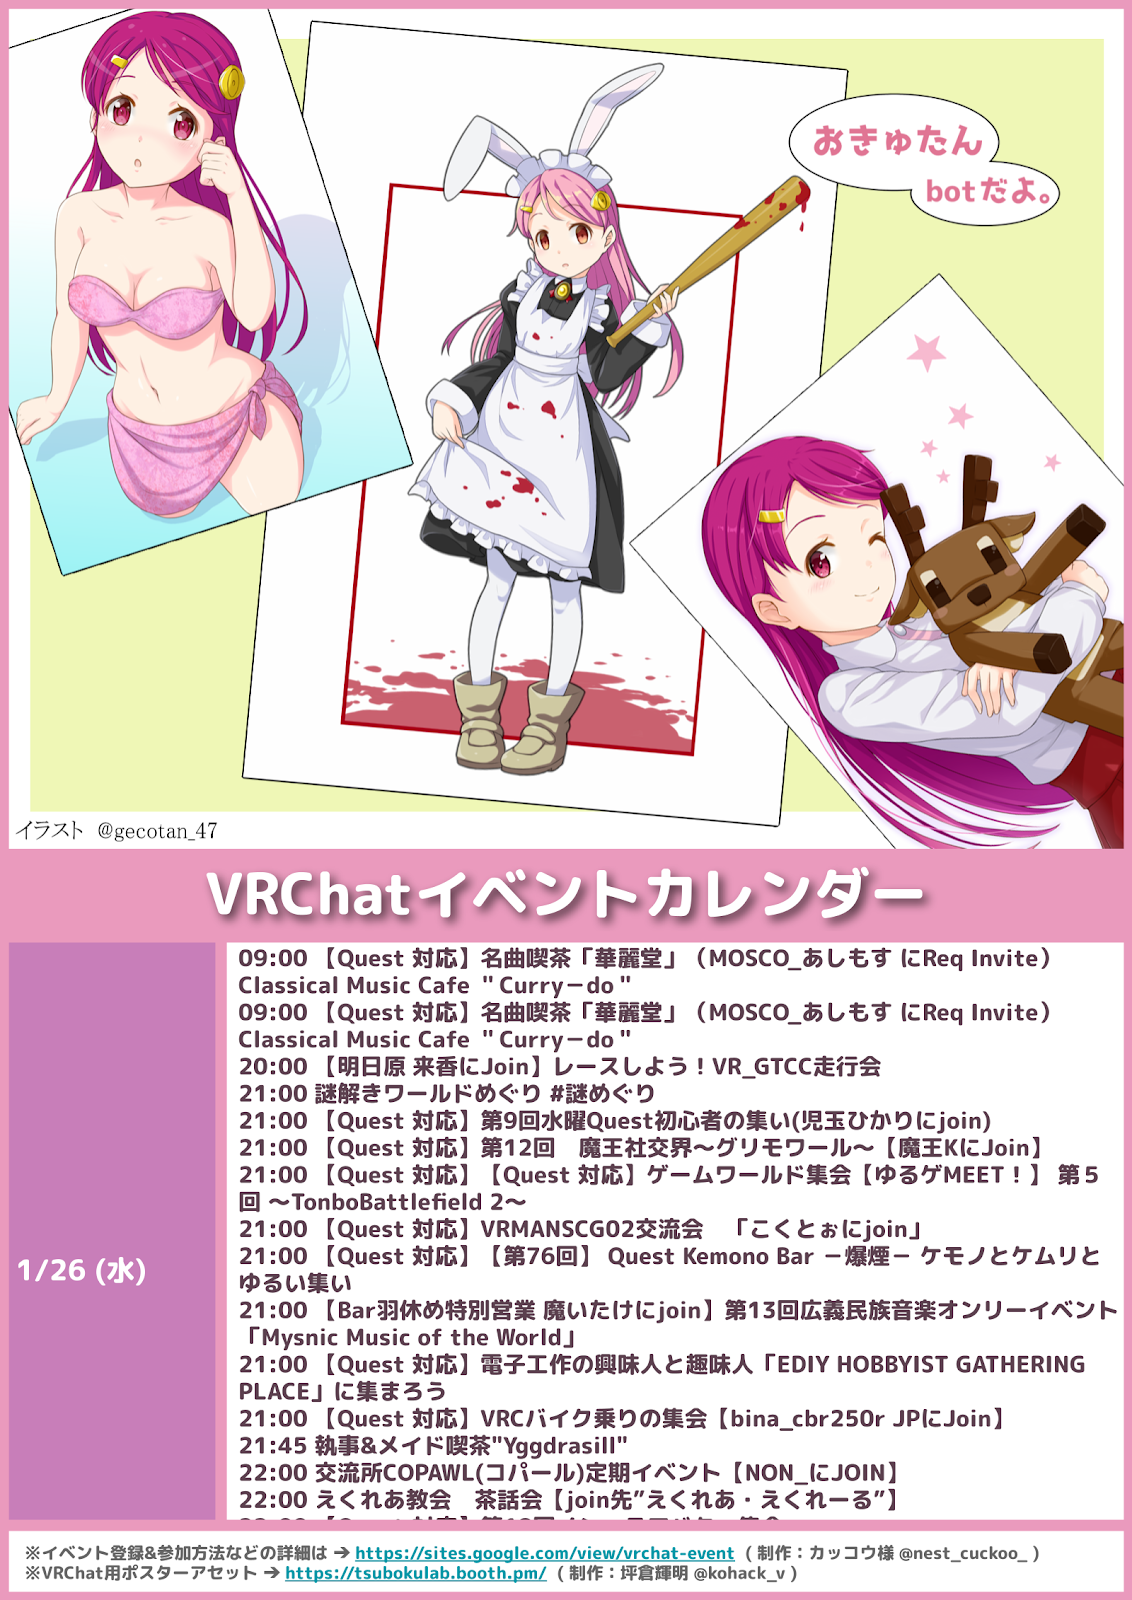 おきゅたん
botだよ。
イラスト @gecotan_47
VRChatイベントカレンダー
1/26 (水)
09:00 【Quest 対応】名曲喫茶「華麗堂」（MOSCO_あしもす にReq Invite）
Classical Music Cafe ＂Curry－do＂
09:00 【Quest 対応】名曲喫茶「華麗堂」（MOSCO_あしもす にReq Invite）
Classical Music Cafe ＂Curry－do＂
20:00 【明日原 来香にJoin】レースしよう！VR_GTCC走行会
21:00 謎解きワールドめぐり #謎めぐり
21:00 【Quest 対応】第9回水曜Quest初心者の集い(児玉ひかりにjoin)
21:00 【Quest 対応】第12回　魔王社交界～グリモワール～【魔王KにJoin】
21:00 【Quest 対応】【Quest 対応】ゲームワールド集会【ゆるゲMEET！】 第５
回 ～TonboBattlefield 2～
21:00 【Quest 対応】VRMANSCG02交流会　「こくとぉにjoin」
21:00 【Quest 対応】【第76回】 Quest Kemono Bar －爆煙－ ケモノとケムリと
ゆるい集い
21:00 【Bar羽休め特別営業 魔いたけにjoin】第13回広義民族音楽オンリーイベント
「Mysnic Music of the World」
21:00 【Quest 対応】電子工作の興味人と趣味人「EDIY HOBBYIST GATHERING
PLACE」に集まろう
21:00 【Quest 対応】VRCバイク乗りの集会【bina_cbr250r JPにJoin】
21:45 執事&メイド喫茶"Yggdrasill"
22:00 交流所COPAWL(コパール)定期イベント【NON_にJOIN】
22:00 えくれあ教会　茶話会【join先”えくれあ・えくれーる”】
※イベント登録&参加方法などの詳細は ➔ https://sites.google.com/view/vrchat-event （ 制作：カッコウ様 @nest_cuckoo_ ）
※VRChat用ポスターアセット ➔ https://tsubokulab.booth.pm/ （ 制作：坪倉輝明 @kohack_v ）